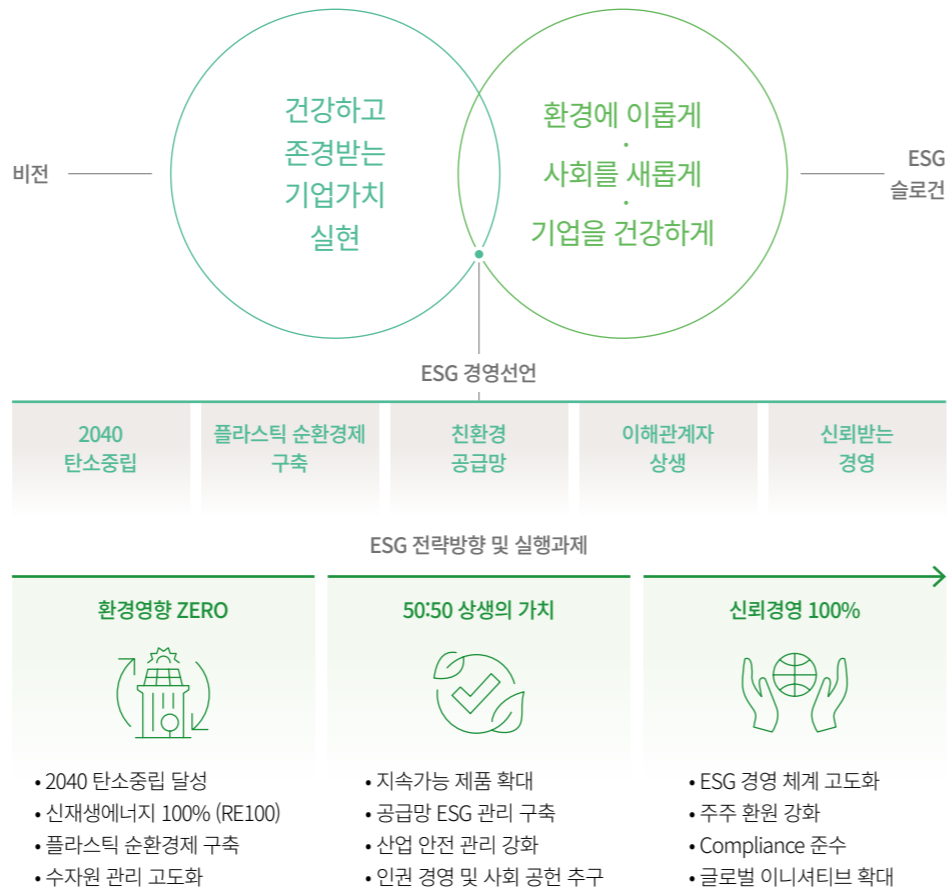 비전
건강하고
존경받는
기업가치
실현
환경에 이롭게
·
사회를 새롭게
·
기업을 건강하게
ESG
슬로건
ESG 경영선언
2040
탄소중립
플라스틱 순환경제
구축
친환경
공급망
이해관계자
상생
신뢰받는
경영
ESG 전략방향 및 실행과제
환경영향 ZERO
• 2040 탄소중립 달성
• 신재생에너지 100% (RE100)
• 플라스틱 순환경제 구축
• 수자원 관리 고도화
50:50 상생의 가치
• 지속가능 제품 확대
• 공급망 ESG 관리 구축
• 산업 안전 관리 강화
• 인권 경영 및 사회 공헌 추구
신뢰경영 100%
• ESG 경영 체계 고도화
• 주주 환원 강화
• Compliance 준수
• 글로벌 이니셔티브 확대